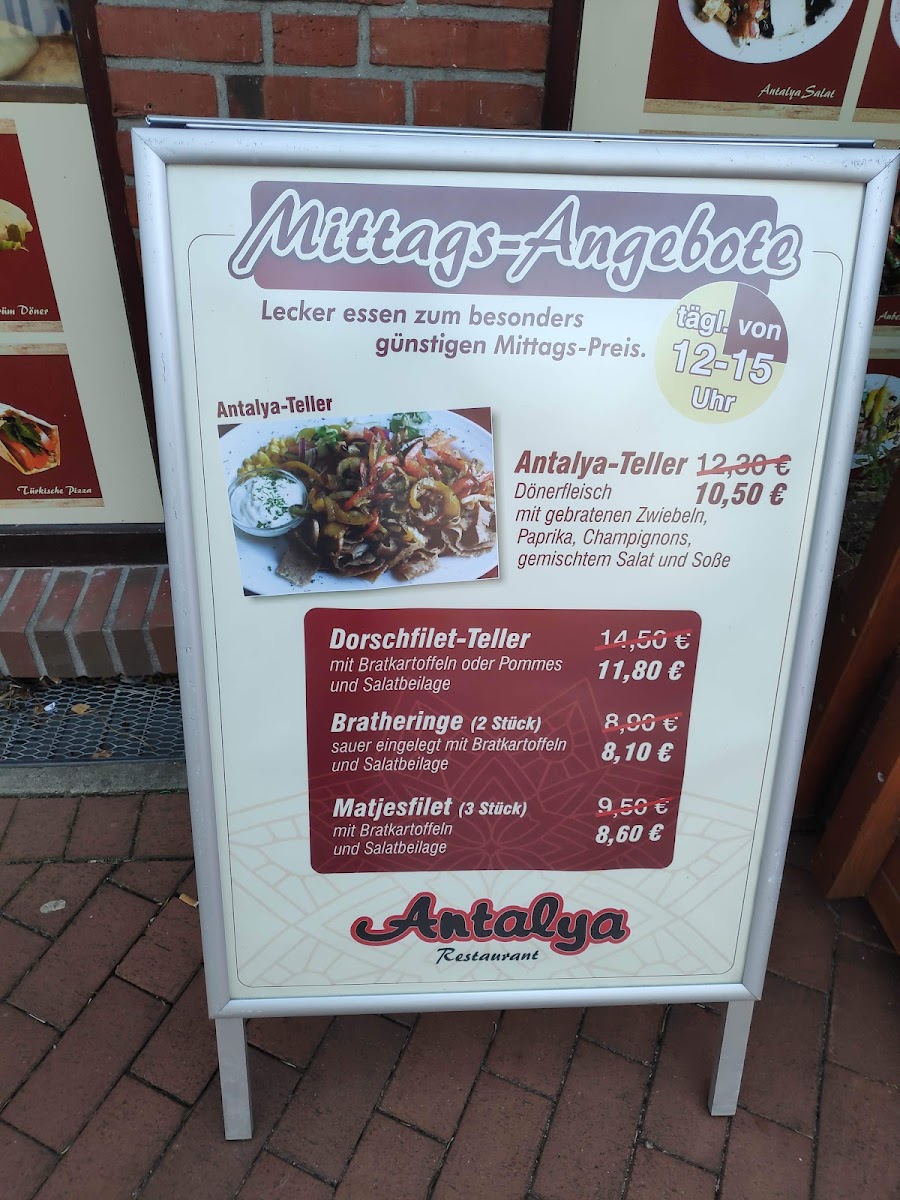 Antalya Salat
Mittags-Angebote
Lecker essen zum besonders
günstigen Mittags-Preis.
tägl. von
12-15
Uhr
Antalya-Teller
Antalya-Teller 12,30 €
Dönerfleisch 10,50 €
mit gebratenen Zwiebeln,
Paprika, Champignons,
gemischtem Salat und Soße
Dorschfilet-Teller 14,50 €
mit Bratkartoffeln oder Pommes 11,80 €
und Salatbeilage
Bratheringe (2 Stück) 8,90 €
sauer eingelegt mit Bratkartoffeln 8,10 €
und Salatbeilage
Matjesfilet (3 Stück) 9,50 €
mit Bratkartoffeln 8,60 €
und Salatbeilage
Antalya
Restaurant
Döner
Türkische Pizza